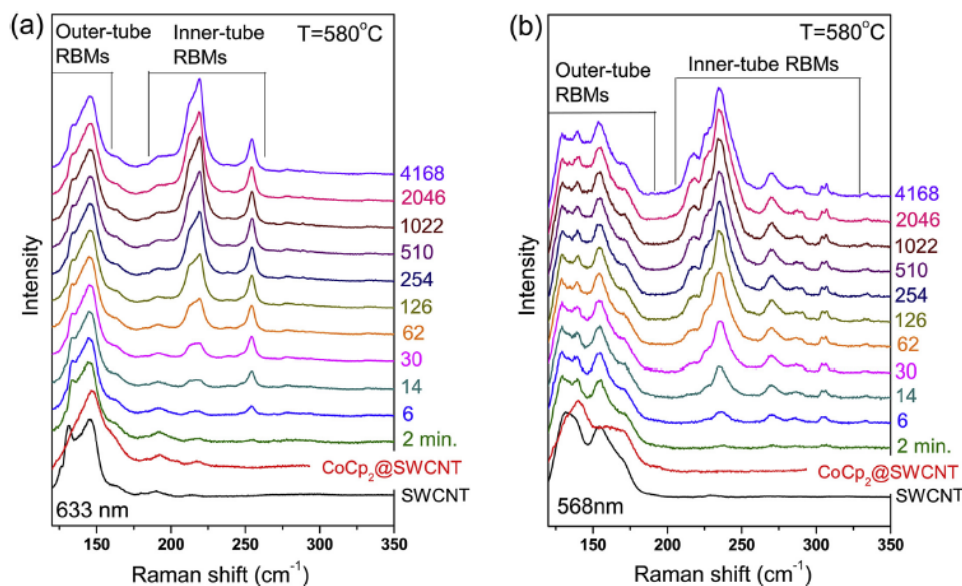 (a)
T=580°C
Outer-tube
RBMs
Inner-tube
RBMs
Intensity
4168
2046
1022
510
254
126
62
30
14
6
2 min.
CoCp₂@SWCNT
SWCNT
633 nm
150 200 250 300 350
Raman shift (cm⁻¹)
(b)
T=580°C
Outer-tube
RBMs
Inner-tube RBMs
Intensity
4168
2046
1022
510
254
126
62
30
14
6
2 min.
CoCp₂@SWCNT
SWCNT
568nm
150 200 250 300 350
Raman shift (cm⁻¹)